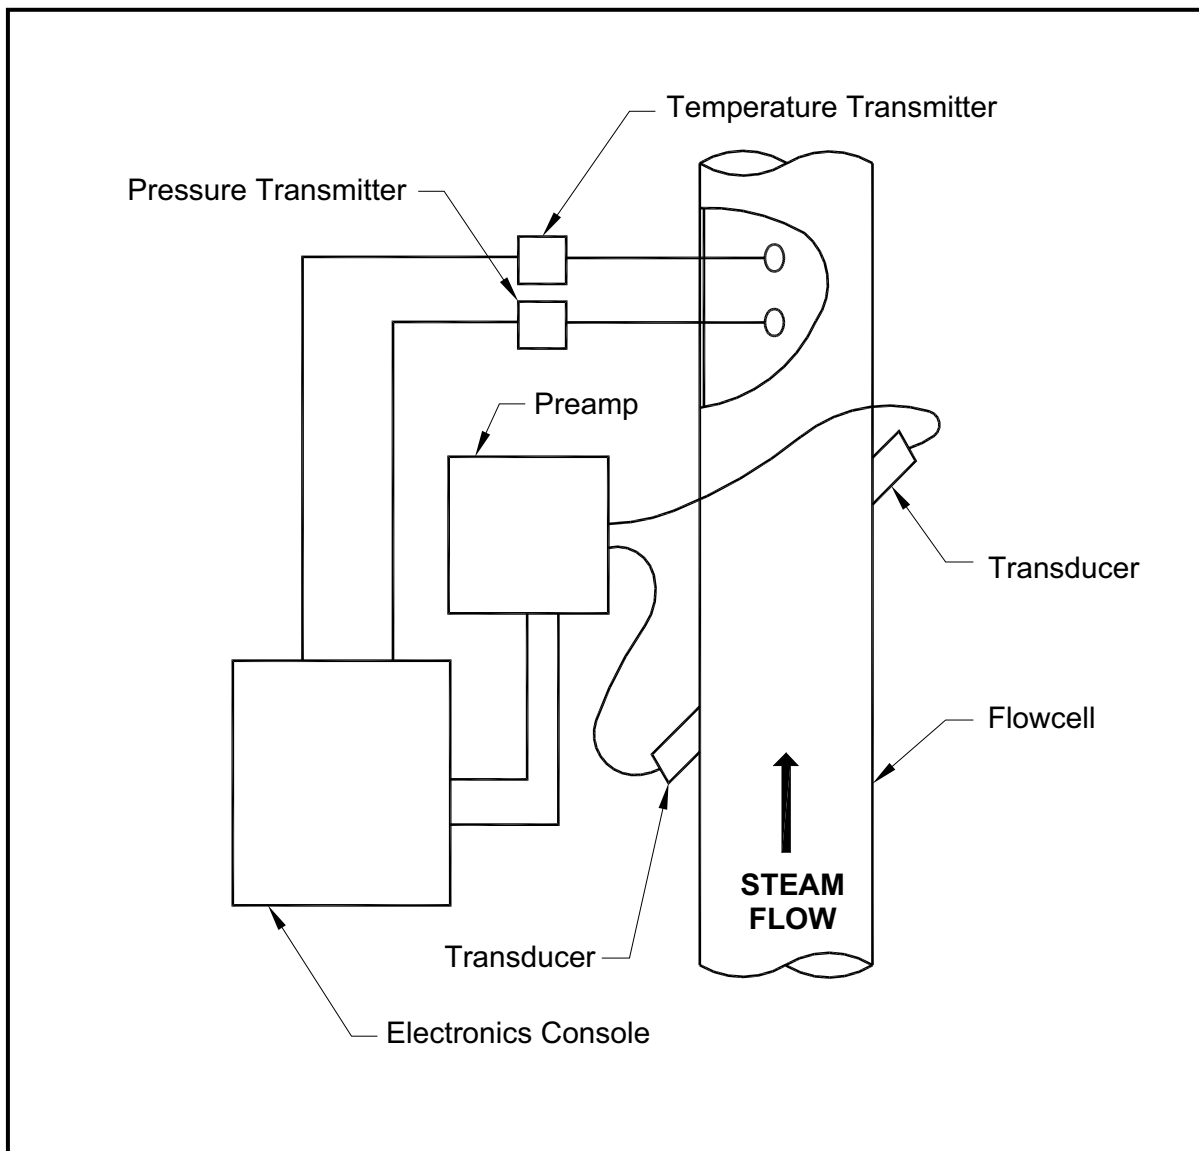 Temperature Transmitter
Pressure Transmitter
Preamp
Transducer
Flowcell
STEAM
FLOW
Transducer
Electronics Console